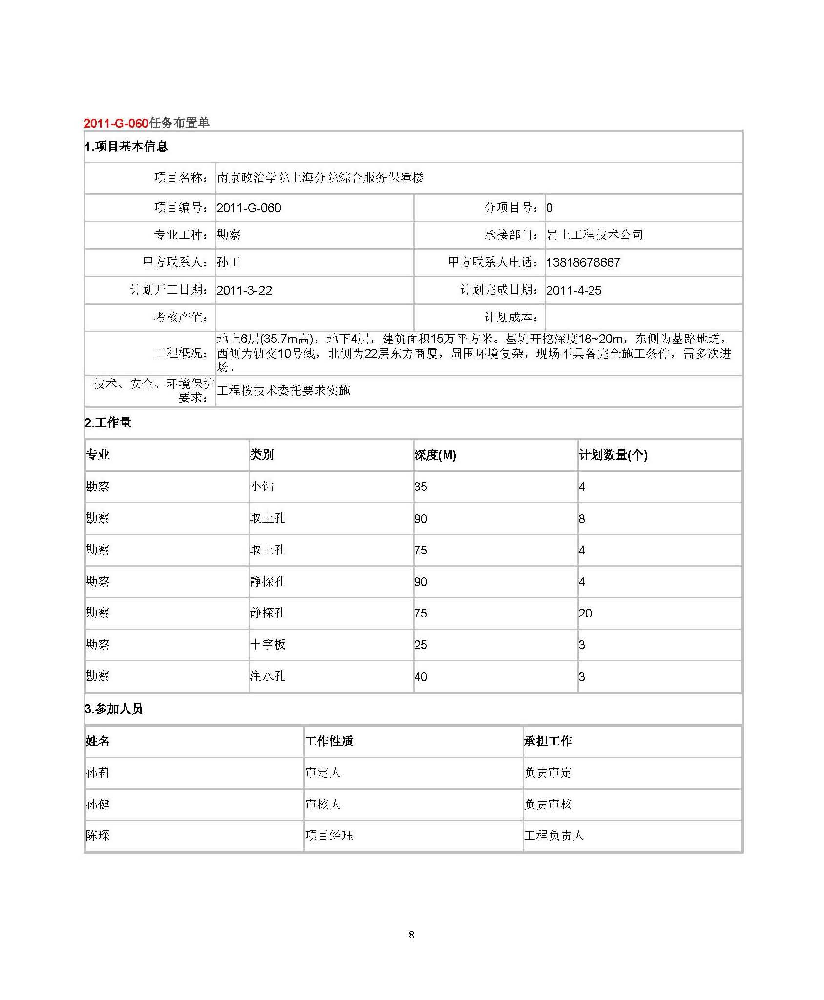 2011-G-060任务布置单
1.项目基本信息
项目名称： 南京政治学院上海分院综合服务保障楼
项目编号： 2011-G-060 分项目号： 0
专业工种： 勘察 承接部门： 岩土工程技术公司
甲方联系人： 孙工 甲方联系人电话： 13818678667
计划开工日期： 2011-3-22 计划完成日期： 2011-4-25
考核产值： 计划成本：
地上6层(35.7m高)，地下4层，建筑面积15万平方米。基坑开挖深度18~20m，东侧为基路地道，
工程概况： 西侧为轨交10号线，北侧为22层东方商厦，周围环境复杂，现场不具备完全施工条件，需多次进
场。
技术、安全、环境保护
要求： 工程按技术委托要求实施
2.工作量
专业 类别 深度(M) 计划数量(个)
勘察 小钻 35 4
勘察 取土孔 90 8
勘察 取土孔 75 4
勘察 静探孔 90 4
勘察 静探孔 75 20
勘察 十字板 25 3
勘察 注水孔 40 3
3.参加人员
姓名 工作性质 承担工作
孙莉 审定人 负责审定
孙健 审核人 负责审核
陈琛 项目经理 工程负责人
8